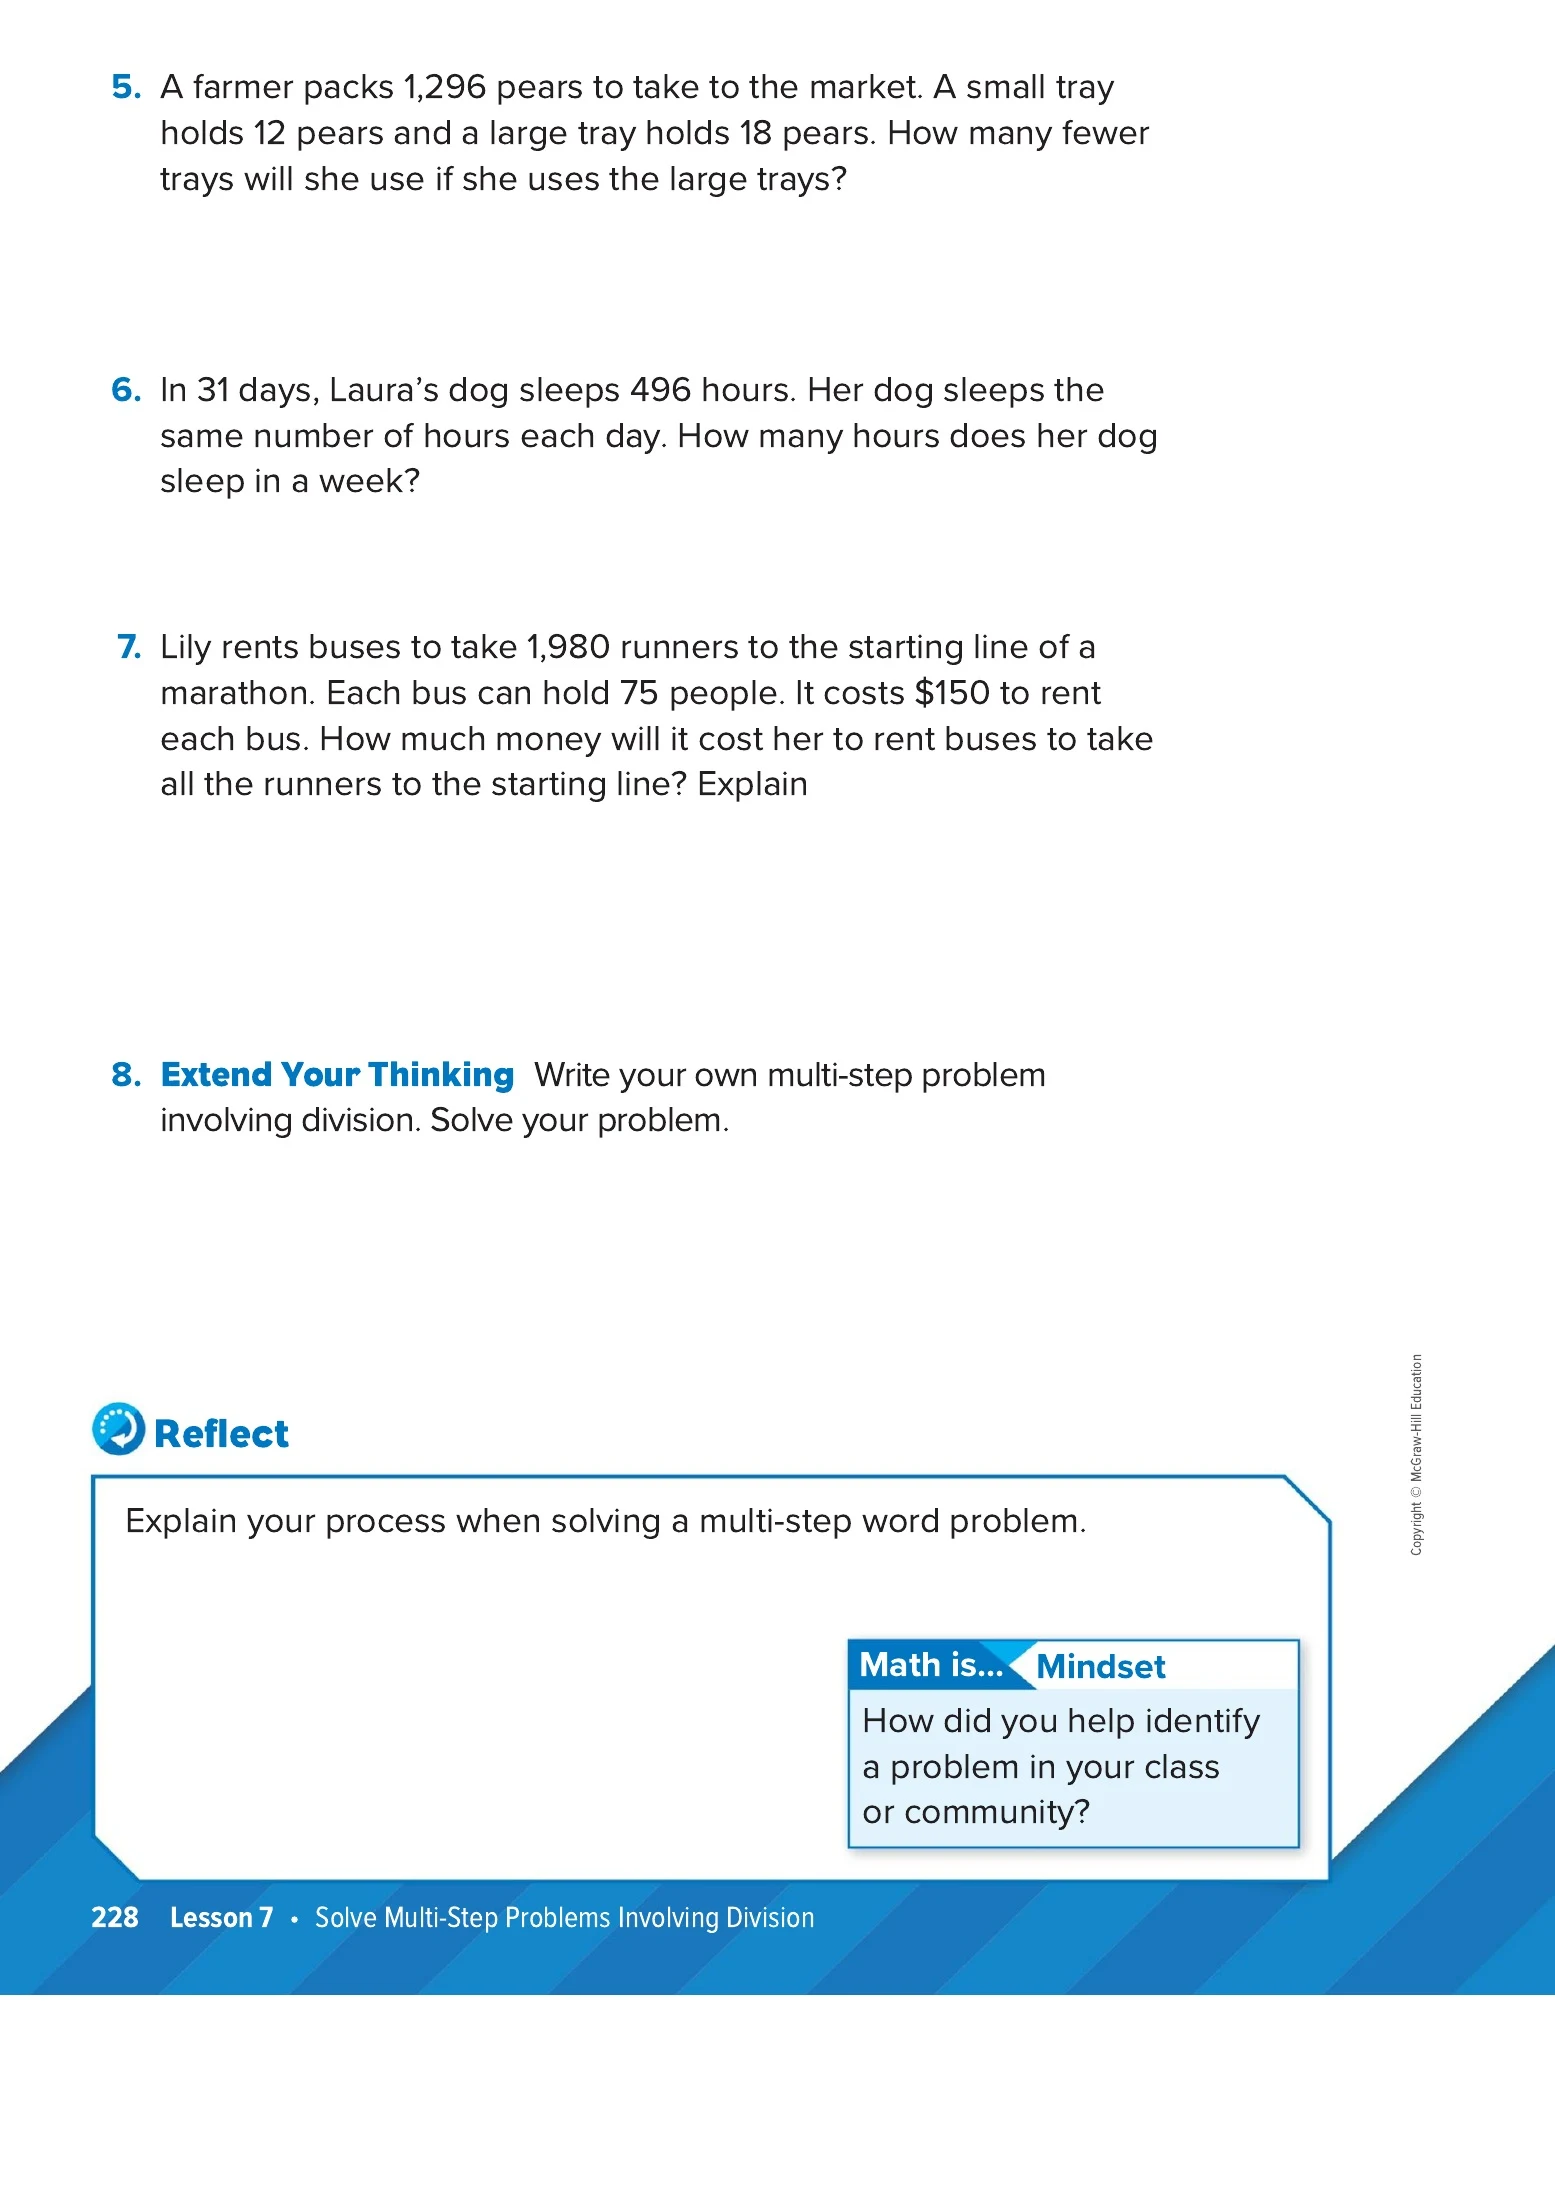 5. A farmer packs 1,296 pears to take to the market. A small tray
holds 12 pears and a large tray holds 18 pears. How many fewer
trays will she use if she uses the large trays?
6. In 31 days, Laura’s dog sleeps 496 hours. Her dog sleeps the
same number of hours each day. How many hours does her dog
sleep in a week?
7. Lily rents buses to take 1,980 runners to the starting line of a
marathon. Each bus can hold 75 people. It costs $150 to rent
each bus. How much money will it cost her to rent buses to take
all the runners to the starting line? Explain
8. Extend Your Thinking Write your own multi-step problem
involving division. Solve your problem.
Reflect
Explain your process when solving a multi-step word problem.
Math is... Mindset
How did you help identify
a problem in your class
or community?
Copyright © McGraw-Hill Education
228 Lesson 7 • Solve Multi-Step Problems Involving Division